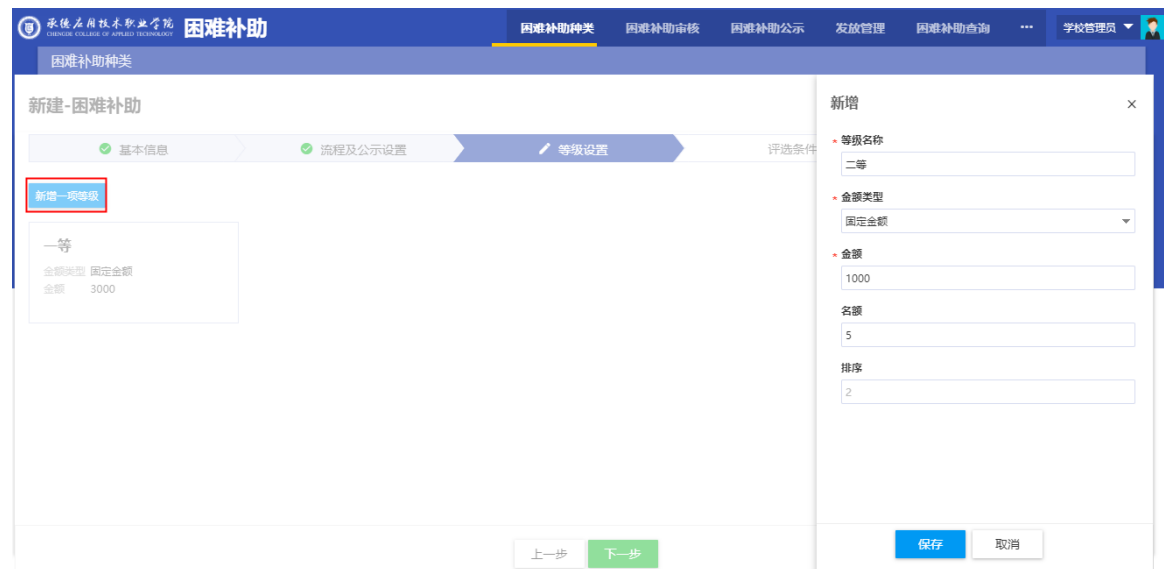 承德应用技术职业学院 困难补助 困难补助种类 困难补助审核 困难补助公示 发放管理 困难补助查询 ··· 学校管理员
CHENGDE COLLEGE OF APPLIED TECHNOLOGY
困难补助种类
新建-困难补助
基本信息 流程及公示设置 等级设置 评选条件
新增一项等级
一等
金额类型 固定金额
金额 3000
上一步 下一步
新增 ×
* 等级名称
二等
* 金额类型
固定金额
* 金额
1000
名额
5
排序
2
保存 取消